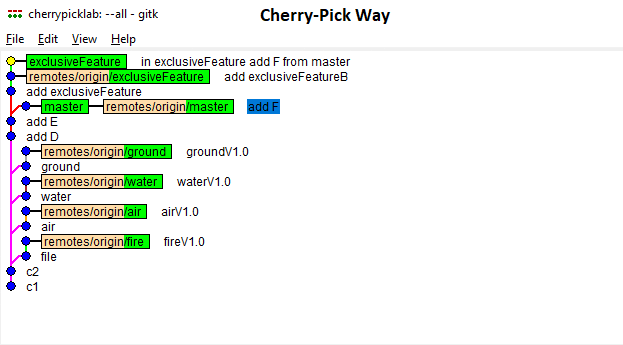 cherrypicklab: --all - gitk
Cherry-Pick Way
File Edit View Help
exclusiveFeature in exclusiveFeature add F from master
remotes/origin/exclusiveFeature add exclusiveFeatureB
add exclusiveFeature
master remotes/origin/master add F
add E
add D
remotes/origin/ground groundV1.0
ground
remotes/origin/water waterV1.0
water
remotes/origin/air airV1.0
air
remotes/origin/fire fireV1.0
file
c2
c1